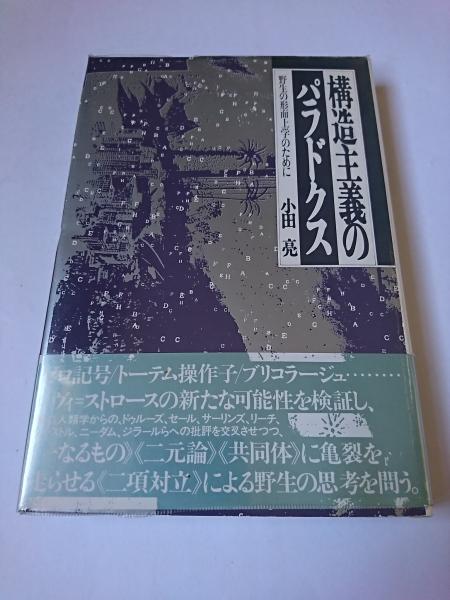 構造主義の
パラドクス
野生の形而上学のために
小田 亮
ロ記号/トーテム操作子/ブリコラージュ………
ヴィ=ストロースの新たな可能性を検証し、
人類学からの、ドゥルーズ、セール、サーリンズ、リーチ、
ストル、ニーダム、ジラールらへの批評を交叉させつつ、
なるもの》《二元論》《共同体》に亀裂を
走らせる《二項対立》による野生の思考を問う。